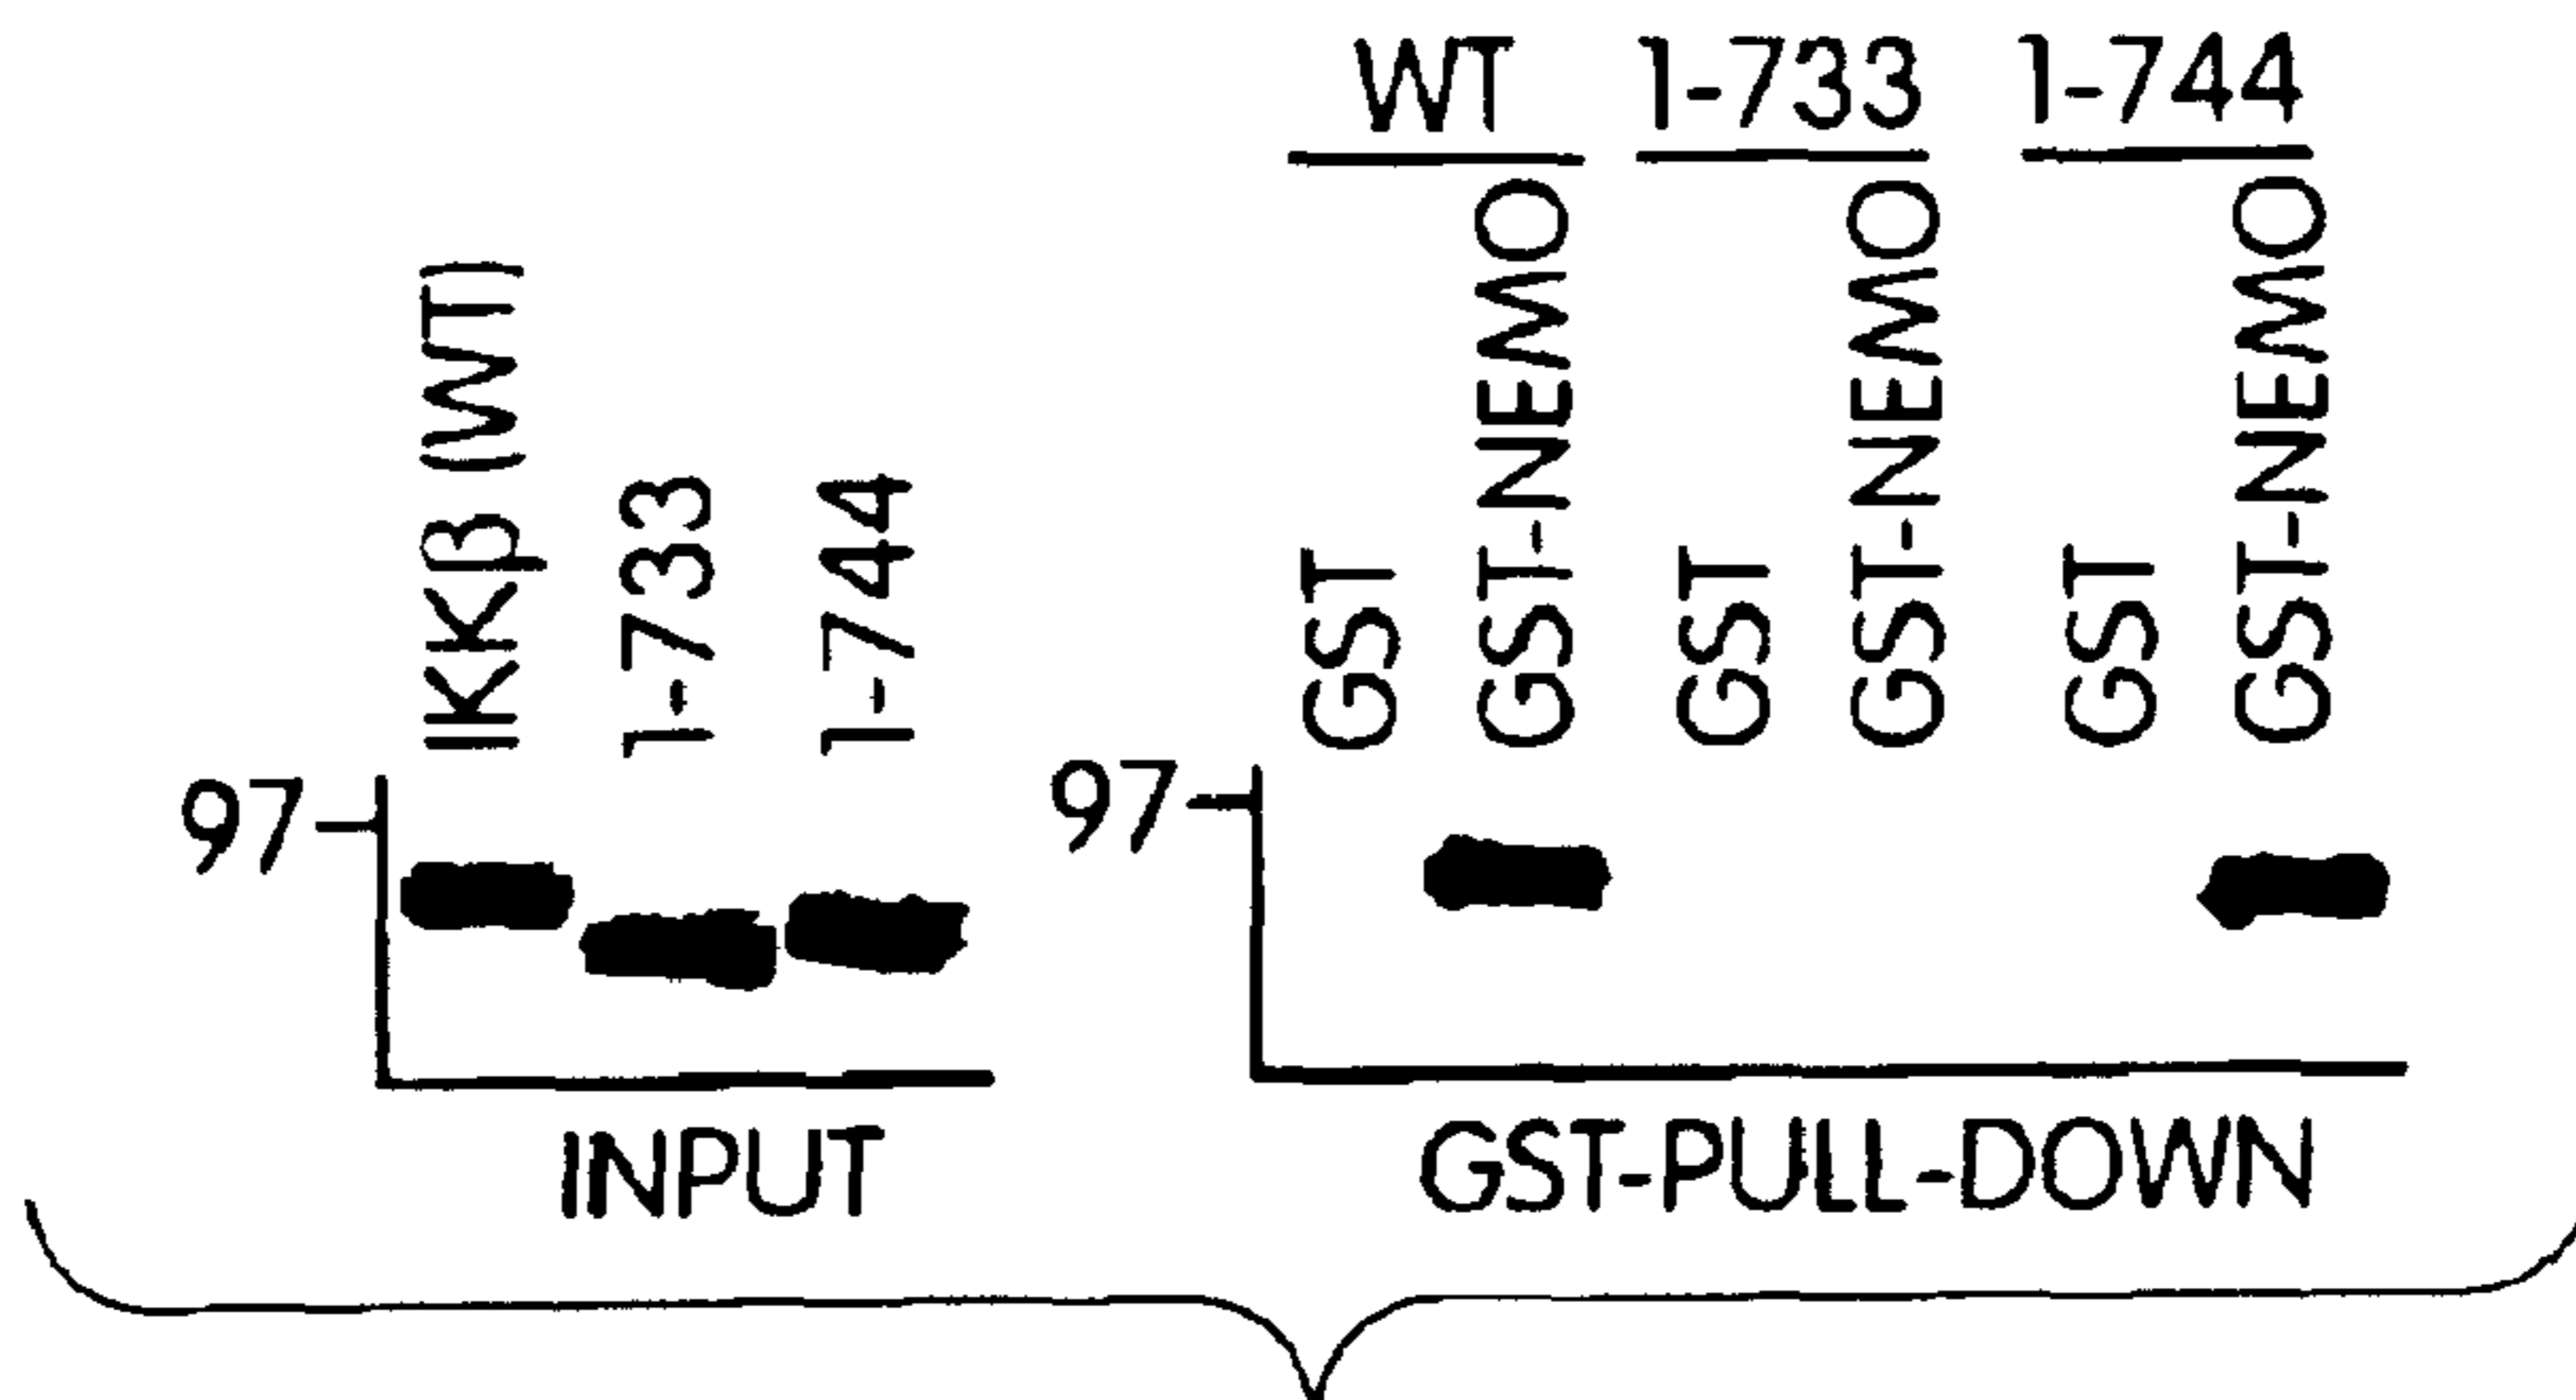 WT 1-733 1-744
IKKβ (WT)
1-733
1-744
GST
GST-NEMO
GST
GST-NEMO
GST
GST-NEMO
97
97
INPUT
GST-PULL-DOWN